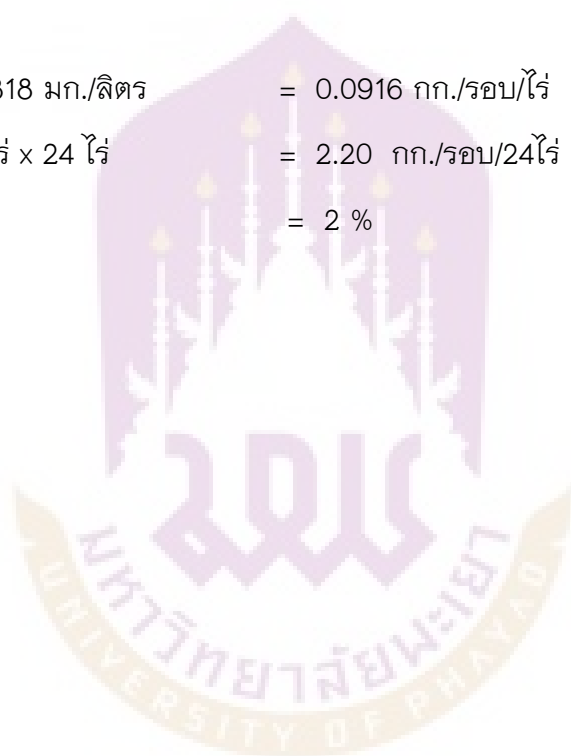 318 มก./ลิตร = 0.0916 กก./รอบ/ไร่
ร่ x 24 ไร่ = 2.20 กก./รอบ/24ไร่
= 2 %
มหาวิทยาลัยพะเยา
UNIVERSITY OF PHAYAO